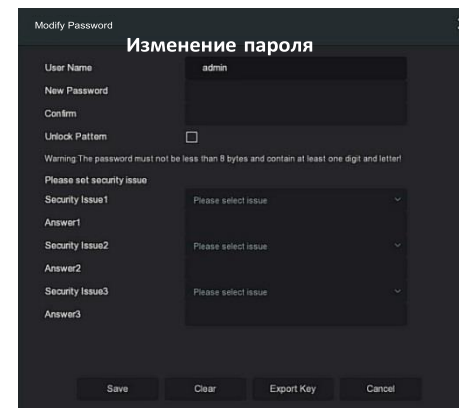 Modify Password
Изменение пароля
User Name admin
New Password
Confirm
Unlock Pattern
Warning:The password must not be less than 8 bytes and contain at least one digit and letter!
Please set security issue
Security Issue1 Please select issue
Answer1
Security Issue2 Please select issue
Answer2
Security Issue3 Please select issue
Answer3
Save Clear Export Key Cancel